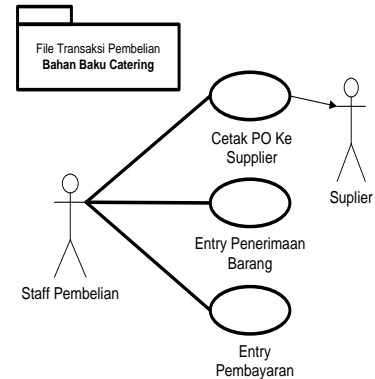 File Transaksi Pembelian
Bahan Baku Catering
Cetak PO Ke
Supplier
Suplier
Entry Penerimaan
Barang
Staff Pembelian
Entry
Pembayaran